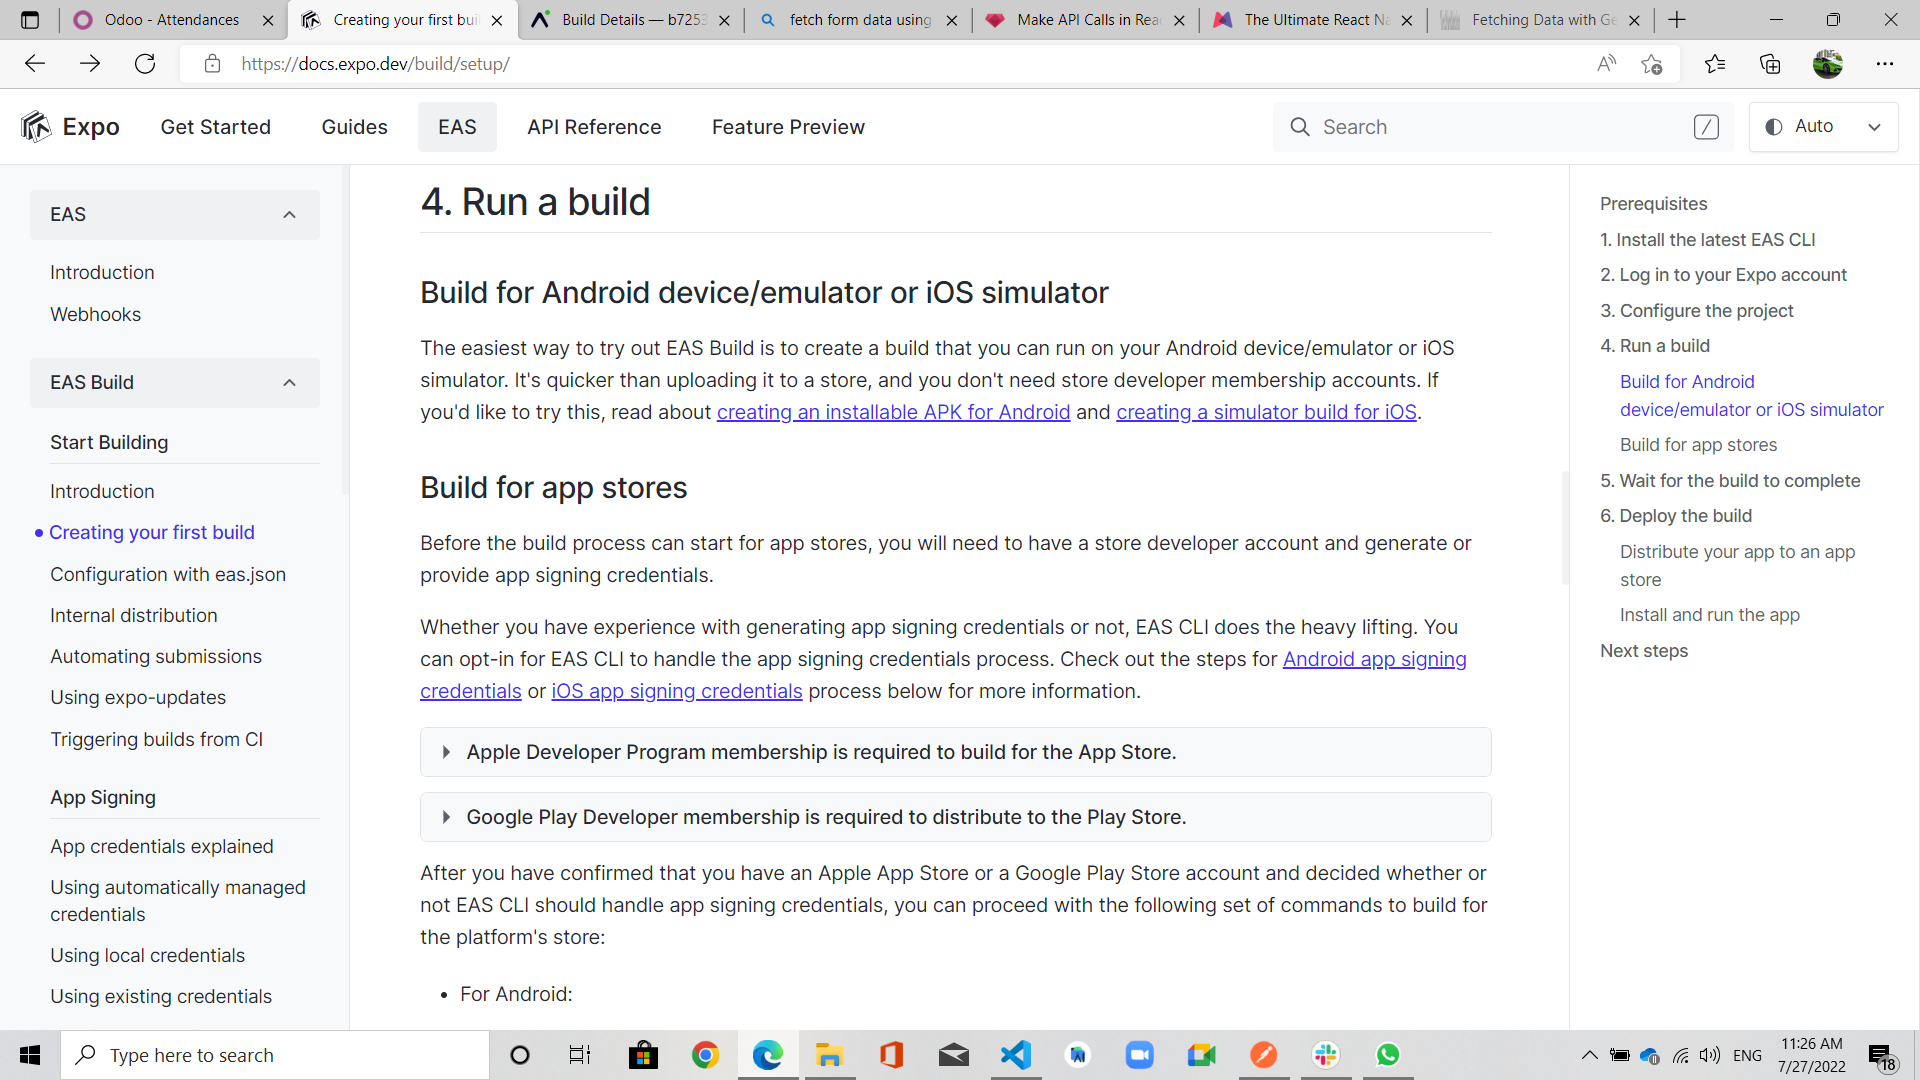 Odoo - Attendances
Creating your first bui
Build Details — b7253
fetch form data using
Make API Calls in Rea
The Ultimate React Na
Fetching Data with Ge
https://docs.expo.dev/build/setup/
Expo
Get Started
Guides
EAS
API Reference
Feature Preview
Search
/
Auto
EAS
Introduction
Webhooks
EAS Build
Start Building
Introduction
Creating your first build
Configuration with eas.json
Internal distribution
Automating submissions
Using expo-updates
Triggering builds from CI
App Signing
App credentials explained
Using automatically managed
credentials
Using local credentials
Using existing credentials
4. Run a build
Build for Android device/emulator or iOS simulator
The easiest way to try out EAS Build is to create a build that you can run on your Android device/emulator or iOS
simulator. It's quicker than uploading it to a store, and you don't need store developer membership accounts. If
you'd like to try this, read about creating an installable APK for Android and creating a simulator build for iOS.
Build for app stores
Before the build process can start for app stores, you will need to have a store developer account and generate or
provide app signing credentials.
Whether you have experience with generating app signing credentials or not, EAS CLI does the heavy lifting. You
can opt-in for EAS CLI to handle the app signing credentials process. Check out the steps for Android app signing
credentials or iOS app signing credentials process below for more information.
Apple Developer Program membership is required to build for the App Store.
Google Play Developer membership is required to distribute to the Play Store.
After you have confirmed that you have an Apple App Store or a Google Play Store account and decided whether or
not EAS CLI should handle app signing credentials, you can proceed with the following set of commands to build for
the platform's store:
• For Android:
Prerequisites
1. Install the latest EAS CLI
2. Log in to your Expo account
3. Configure the project
4. Run a build
Build for Android
device/emulator or iOS simulator
Build for app stores
5. Wait for the build to complete
6. Deploy the build
Distribute your app to an app
store
Install and run the app
Next steps
Type here to search
ENG
11:26 AM
7/27/2022
18